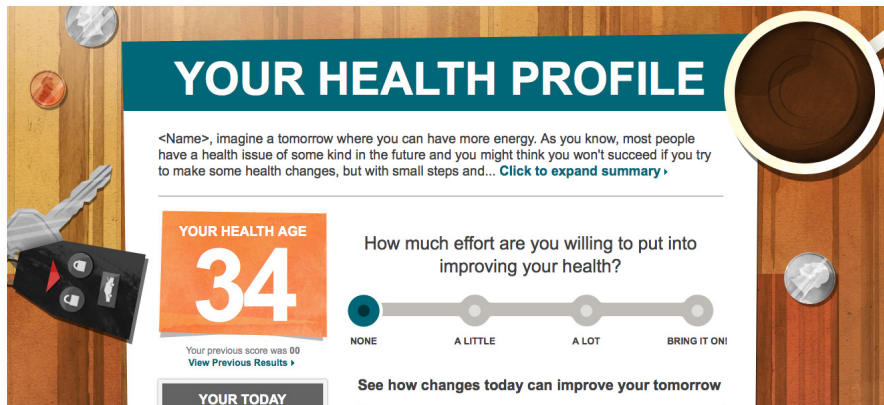 YOUR HEALTH PROFILE
<Name>, imagine a tomorrow where you can have more energy. As you know, most people
have a health issue of some kind in the future and you might think you won't succeed if you try
to make some health changes, but with small steps and... Click to expand summary ›
YOUR HEALTH AGE
34
Your previous score was 00
View Previous Results ›
How much effort are you willing to put into
improving your health?
NONE A LITTLE A LOT BRING IT ON!
See how changes today can improve your tomorrow
YOUR TODAY